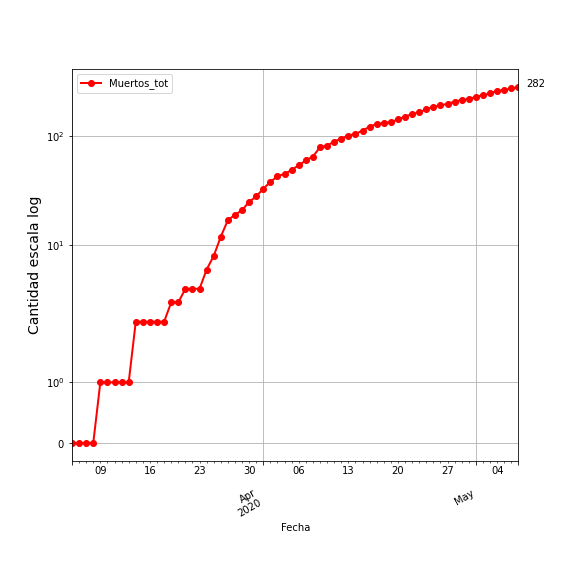 Muertos_tot
282
10²
10¹
10⁰
0
Cantidad escala log
09 16 23 30 06 13 20 27 04
Apr
2020
May
Fecha